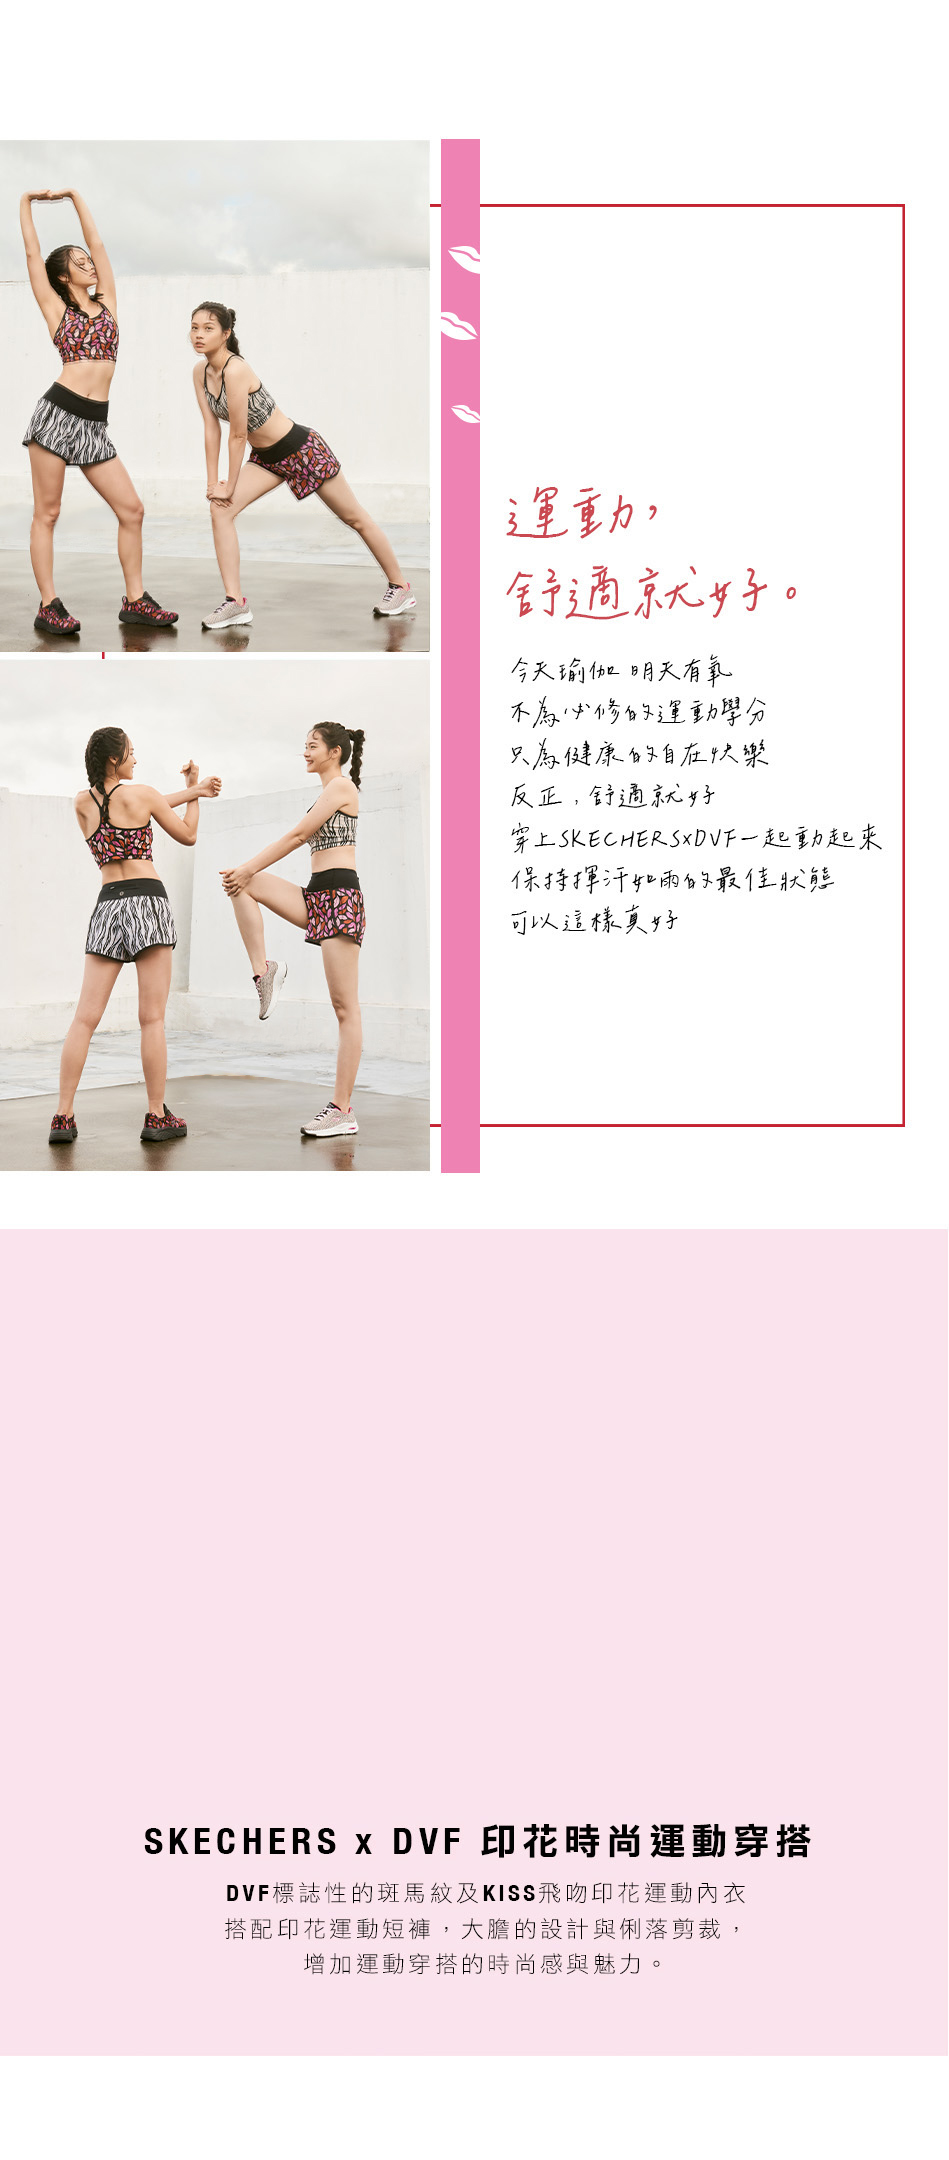 運動，
舒適就好。
今天瑜伽 明天有氧
不為必修的運動學分
只為健康的自在快樂
反正，舒適就好
穿上SKECHERSxDVF一起動起來
保持揮汗如雨的最佳狀態
可以這樣真好
SKECHERS x DVF 印花時尚運動穿搭
DVF標誌性的斑馬紋及KISS飛吻印花運動內衣
搭配印花運動短褲，大膽的設計與俐落剪裁，
增加運動穿搭的時尚感與魅力。